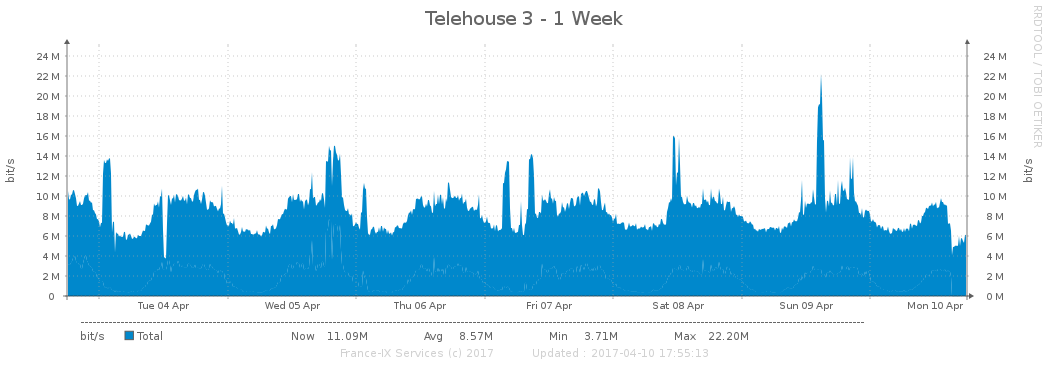 Telehouse 3 - 1 Week
RRDTOOL / TOBI OETIKER
24 M 24 M
22 M 22 M
20 M 20 M
18 M 18 M
16 M 16 M
14 M 14 M
12 M 12 M
10 M 10 M
8 M 8 M
6 M 6 M
4 M 4 M
2 M 2 M
0 0 M
bit/s
bit/s
Tue 04 Apr Wed 05 Apr Thu 06 Apr Fri 07 Apr Sat 08 Apr Sun 09 Apr Mon 10 Apr
bit/s Total Now 11.09M Avg 8.57M Min 3.71M Max 22.20M
France-IX Services (c) 2017 Updated : 2017-04-10 17:55:13